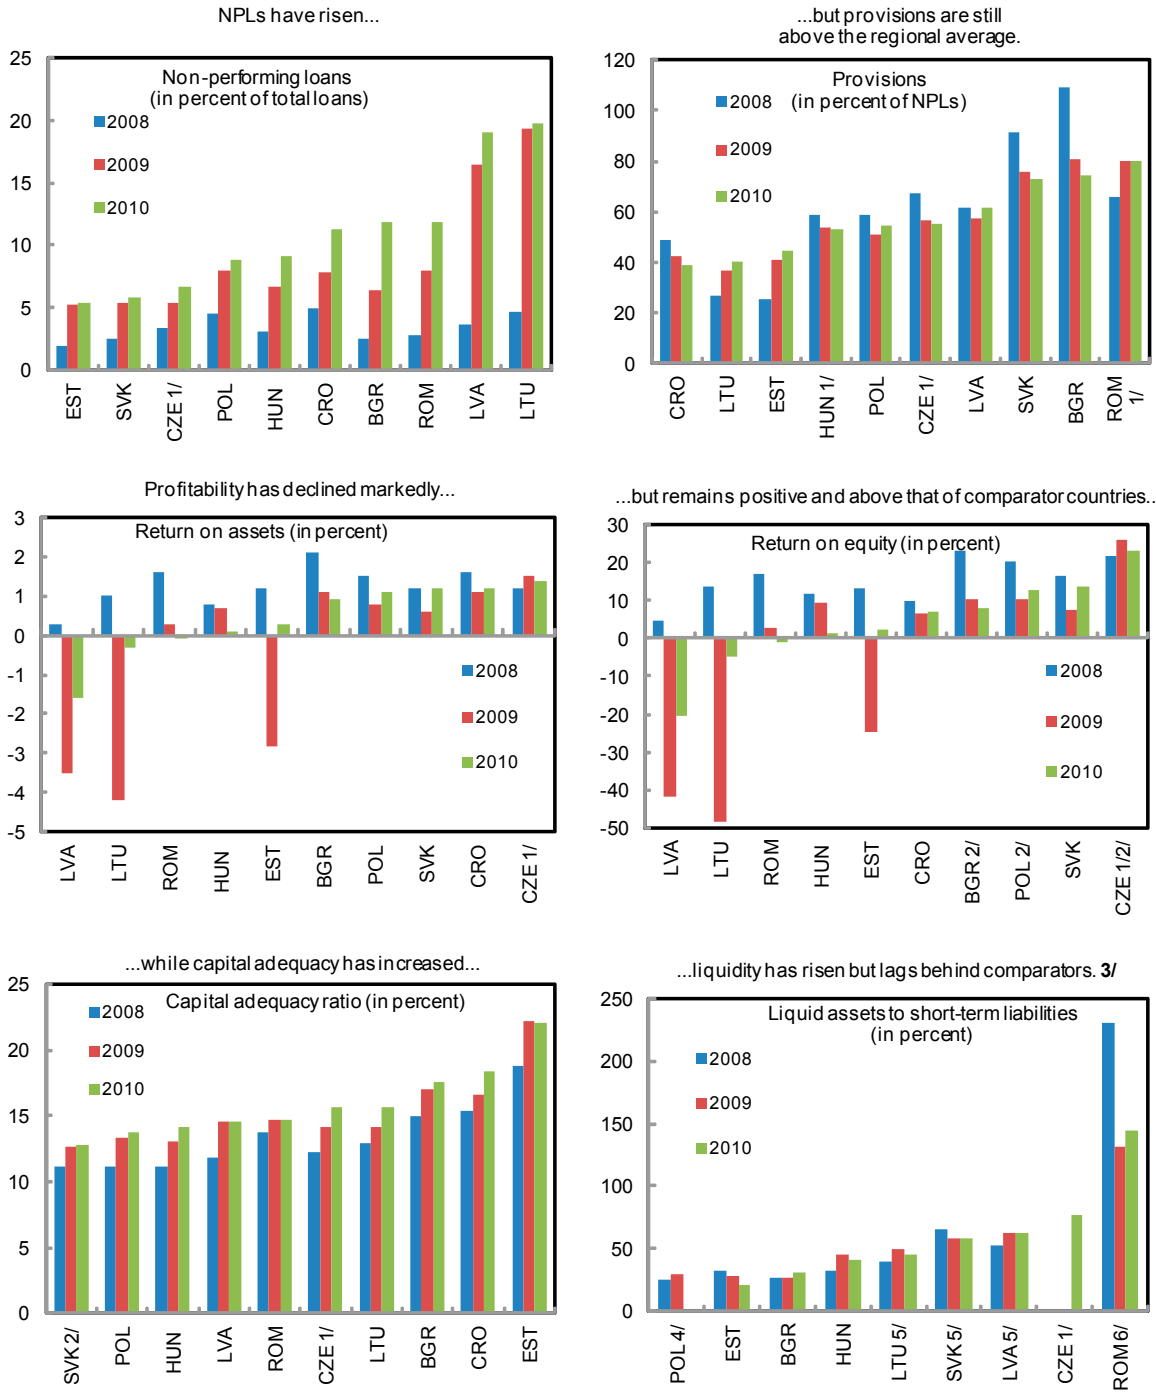 NPLs have risen...
Non-performing loans
(in percent of total loans)
2008
2009
2010
25
20
15
10
5
0
EST
SVK
CZE 1/
POL
HUN
CRO
BGR
ROM
LVA
LTU
...but provisions are still
above the regional average.
Provisions
(in percent of NPLs)
2008
2009
2010
120
100
80
60
40
20
0
CRO
LTU
EST
HUN 1/
POL
CZE 1/
LVA
SVK
BGR
ROM
1/
Profitability has declined markedly...
Return on assets (in percent)
2008
2009
2010
3
2
1
0
-1
-2
-3
-4
-5
LVA
LTU
ROM
HUN
EST
BGR
POL
SVK
CRO
CZE 1/
...but remains positive and above that of comparator countries..
Return on equity (in percent)
2008
2009
2010
30
20
10
0
-10
-20
-30
-40
-50
LVA
LTU
ROM
HUN
EST
CRO
BGR 2/
POL 2/
SVK
CZE 1/2/
...while capital adequacy has increased...
Capital adequacy ratio (in percent)
2008
2009
2010
25
20
15
10
5
0
SVK 2/
POL
HUN
LVA
ROM
CZE 1/
LTU
BGR
CRO
EST
...liquidity has risen but lags behind comparators. 3/
Liquid assets to short-term liabilities
(in percent)
2008
2009
2010
250
200
150
100
50
0
POL 4/
EST
BGR
HUN
LTU 5/
SVK 5/
LVA 5/
CZE 1/
ROM 6/